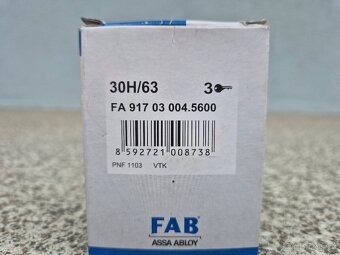 30H/63 3
FA 917 03 004.5600
8 592721 008738
PNF 1103 VTK
FAB
ASSA ABLOY